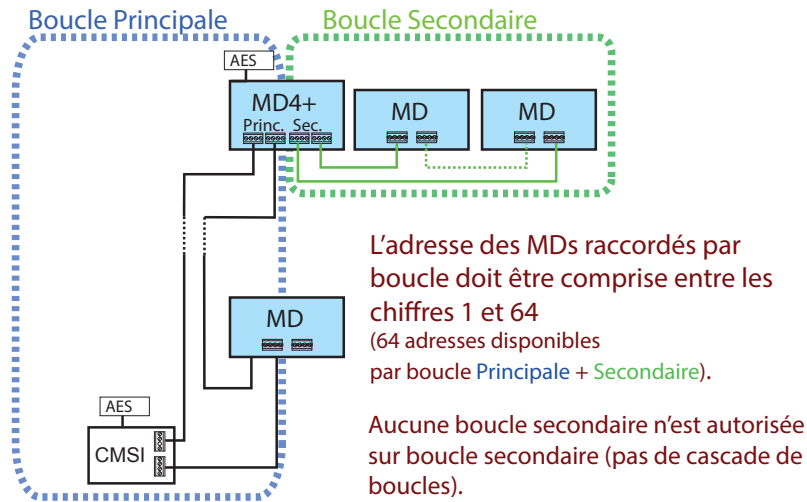 Boucle Principale
Boucle Secondaire
AES
MD4+
Princ. Sec.
MD
MD
L'adresse des MDs raccordés par
boucle doit être comprise entre les
chiffres 1 et 64
(64 adresses disponibles
par boucle Principale + Secondaire).
MD
AES
CMSI
Aucune boucle secondaire n'est autorisée
sur boucle secondaire (pas de cascade de
boucles).